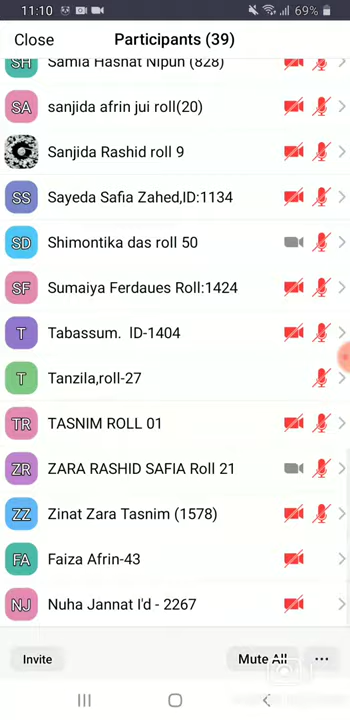 11:10 69%
Close Participants (39)
SH Samia Hasnat Nipun (828)
SA sanjida afrin jui roll(20)
Sanjida Rashid roll 9
SS Sayeda Safia Zahed,ID:1134
SD Shimontika das roll 50
SF Sumaiya Ferdaues Roll:1424
T Tabassum. ID-1404
T Tanzila,roll-27
TR TASNIM ROLL 01
ZR ZARA RASHID SAFIA Roll 21
ZZ Zinat Zara Tasnim (1578)
FA Faiza Afrin-43
NJ Nuha Jannat I'd - 2267
Invite Mute All ...